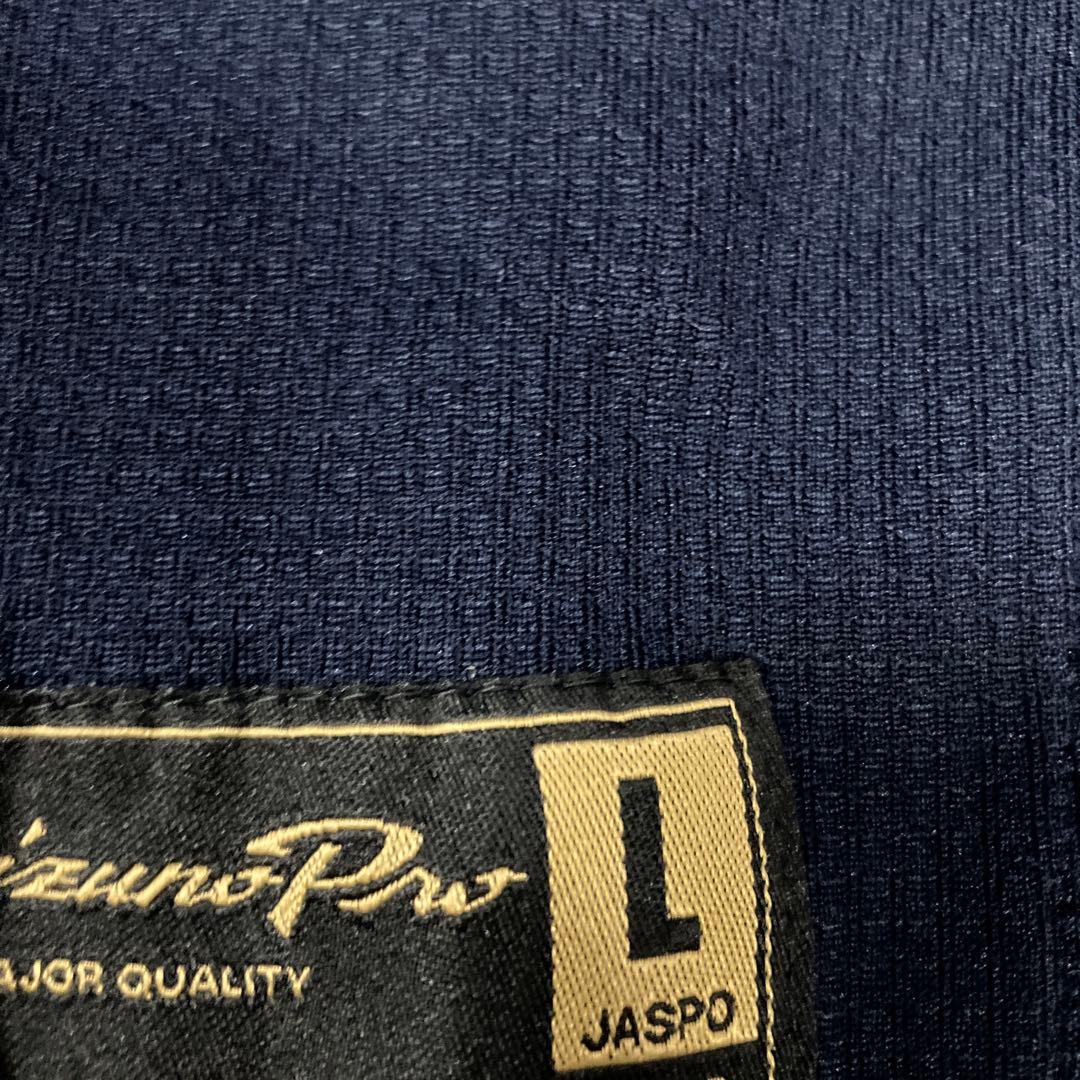 izunoPro
AJOR QUALITY
L
JASPO